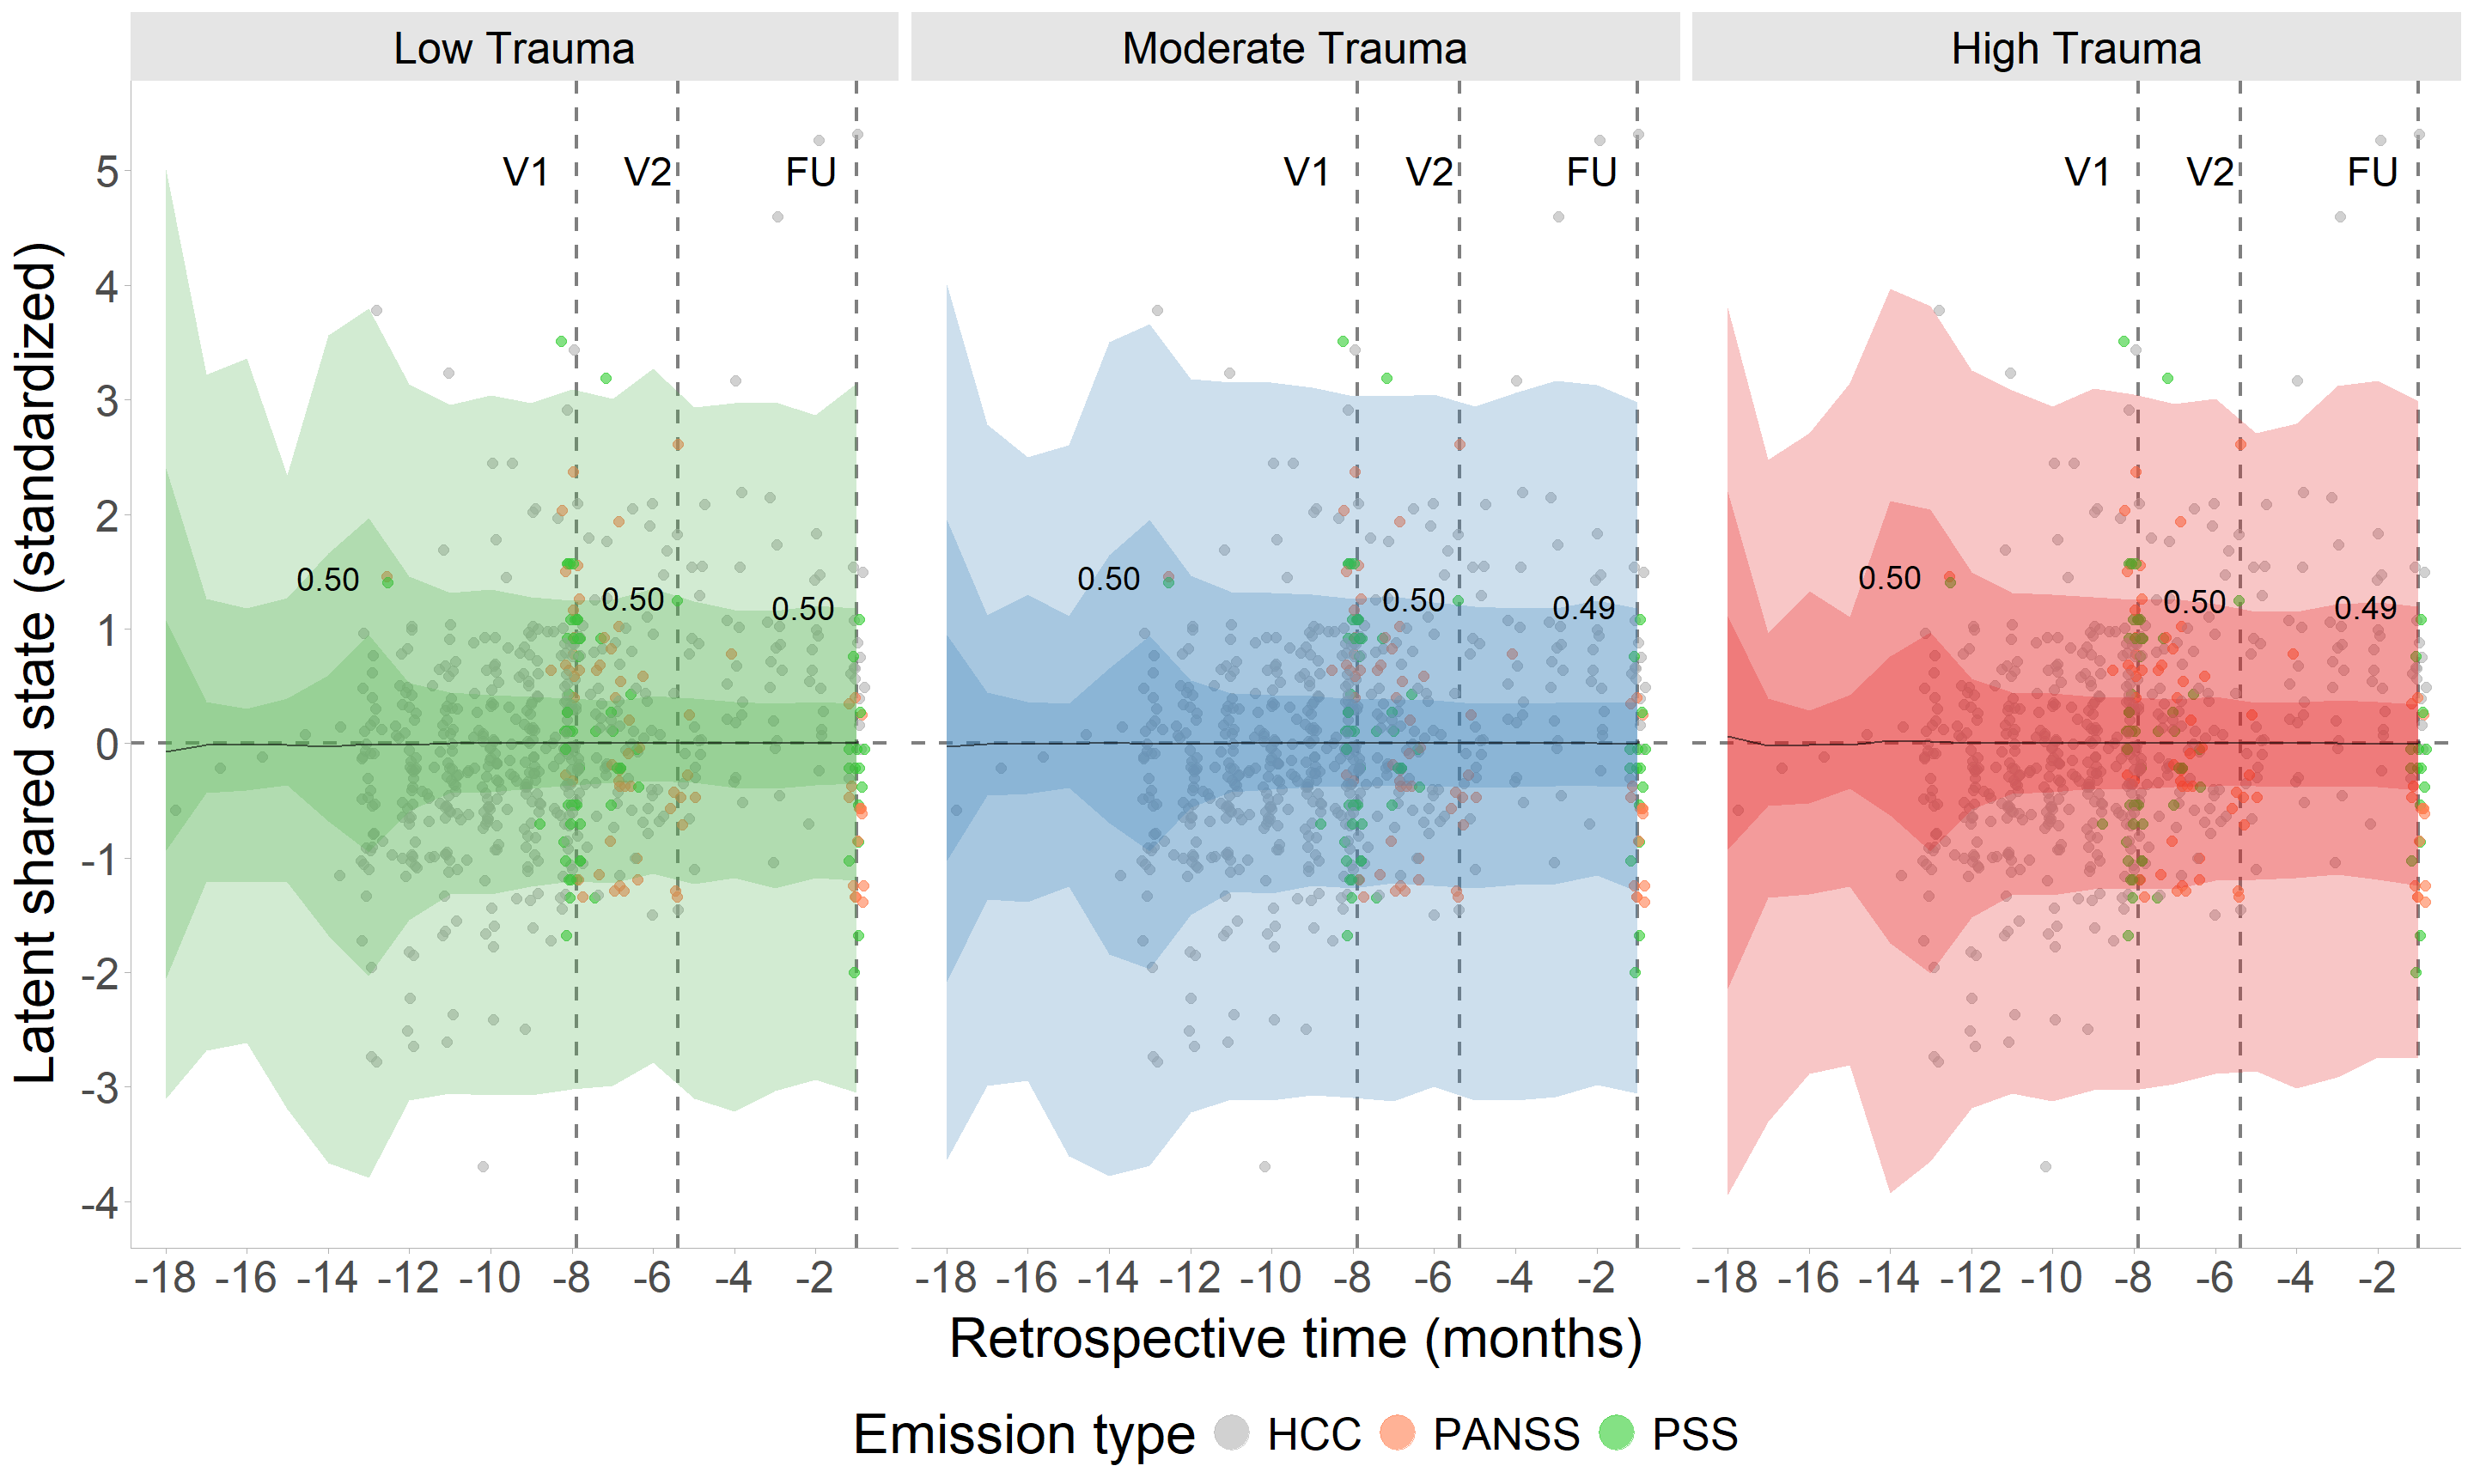 Low Trauma Moderate Trauma High Trauma
V1 V2 FU V1 V2 FU V1 V2 FU
5
4
3
2
1
0
-1
-2
-3
-4
0.50 0.50 0.50 0.50 0.50 0.49 0.50 0.50 0.49
Latent shared state (standardized)
-18 -16 -14 -12 -10 -8 -6 -4 -2 -18 -16 -14 -12 -10 -8 -6 -4 -2 -18 -16 -14 -12 -10 -8 -6 -4 -2
Retrospective time (months)
Emission type HCC PANSS PSS